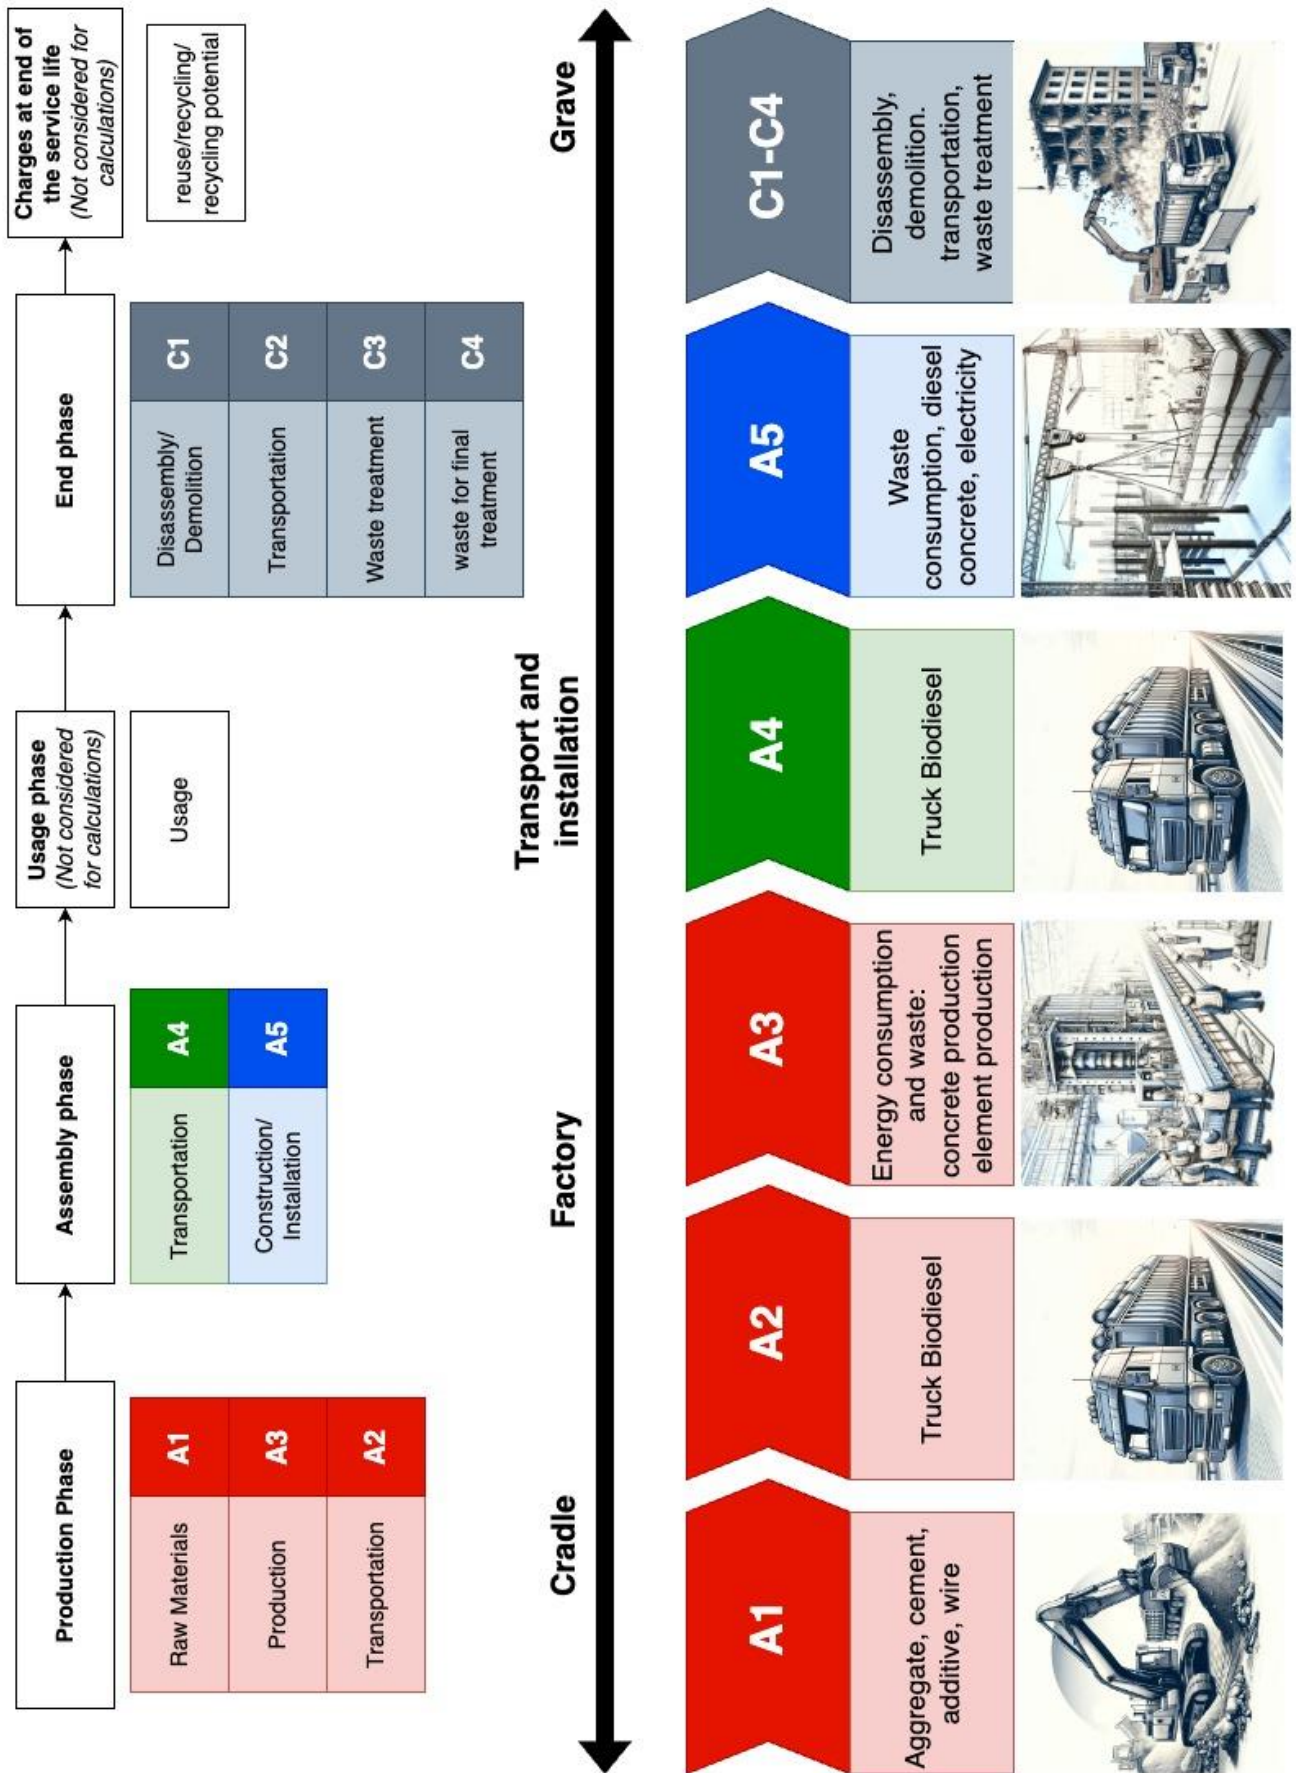 Production Phase
Raw Materials
A1
Production
A3
Transportation
A2
Assembly phase
Transportation
A4
Construction/
Installation
A5
Usage phase
(Not considered
for calculations)
Usage
End phase
Disassembly/
Demolition
C1
Transportation
C2
Waste treatment
C3
waste for final
treatment
C4
Charges at end of
the service life
(Not considered for
calculations)
reuse/recycling/
recycling potential
Cradle
Factory
Transport and
installation
Grave
A1
Aggregate, cement,
additive, wire
A2
Truck Biodiesel
A3
Energy consumption
and waste:
concrete production
element production
A4
Truck Biodiesel
A5
Waste
consumption, diesel
concrete, electricity
C1-C4
Disassembly,
demolition.
transportation,
waste treatment